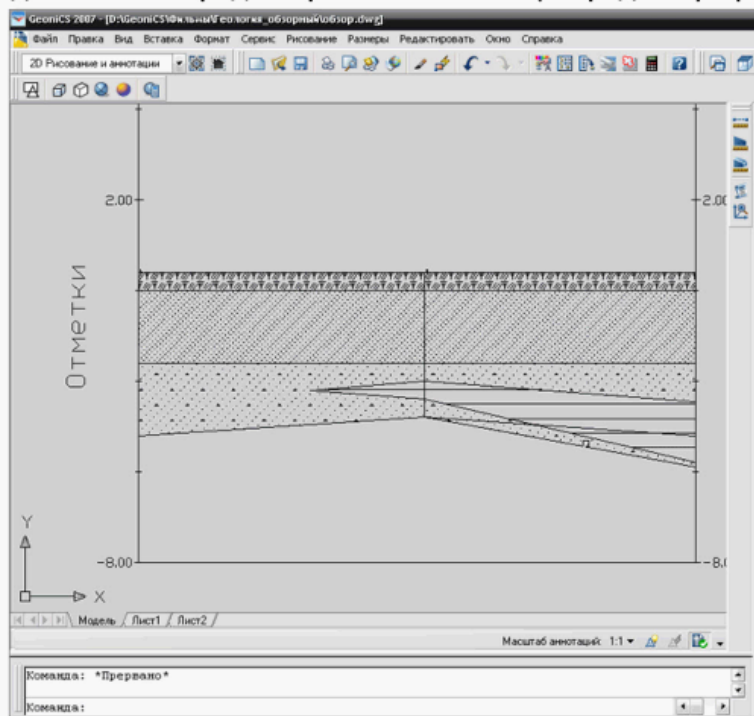 GeoniCS 2007 - [D:\GeoniCS\Фильмы\Геология_обзорный\обзор.dwg]
Файл Правка Вид Вставка Формат Сервис Рисование Размеры Редактировать Окно Справка
2D Рисование и аннотации
2.00
2.00
Отметки
Y
-8.00
-8.0
X
Модель Лист1 Лист2
Масштаб аннотаций: 1:1
Команда: *Прервано*
Команда: